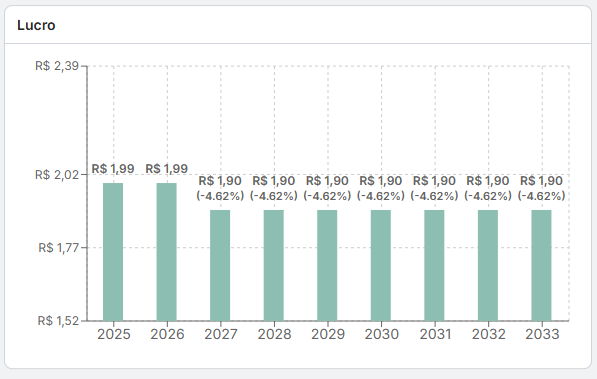 Lucro
R$ 2,39
R$ 2,02
R$ 1,77
R$ 1,52
R$ 1,99 R$ 1,99 R$ 1,90 R$ 1,90 R$ 1,90 R$ 1,90 R$ 1,90 R$ 1,90 R$ 1,90
(-4.62%) (-4.62%) (-4.62%) (-4.62%) (-4.62%) (-4.62%) (-4.62%)
2025 2026 2027 2028 2029 2030 2031 2032 2033